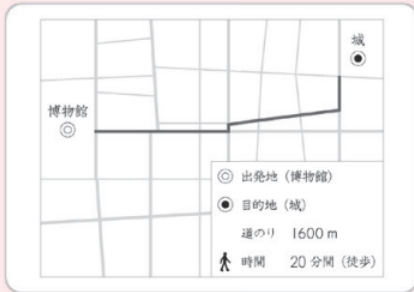 城
博物館
出発地（博物館）
目的地（城）
道のり 1600 m
時間 20 分間（徒歩）